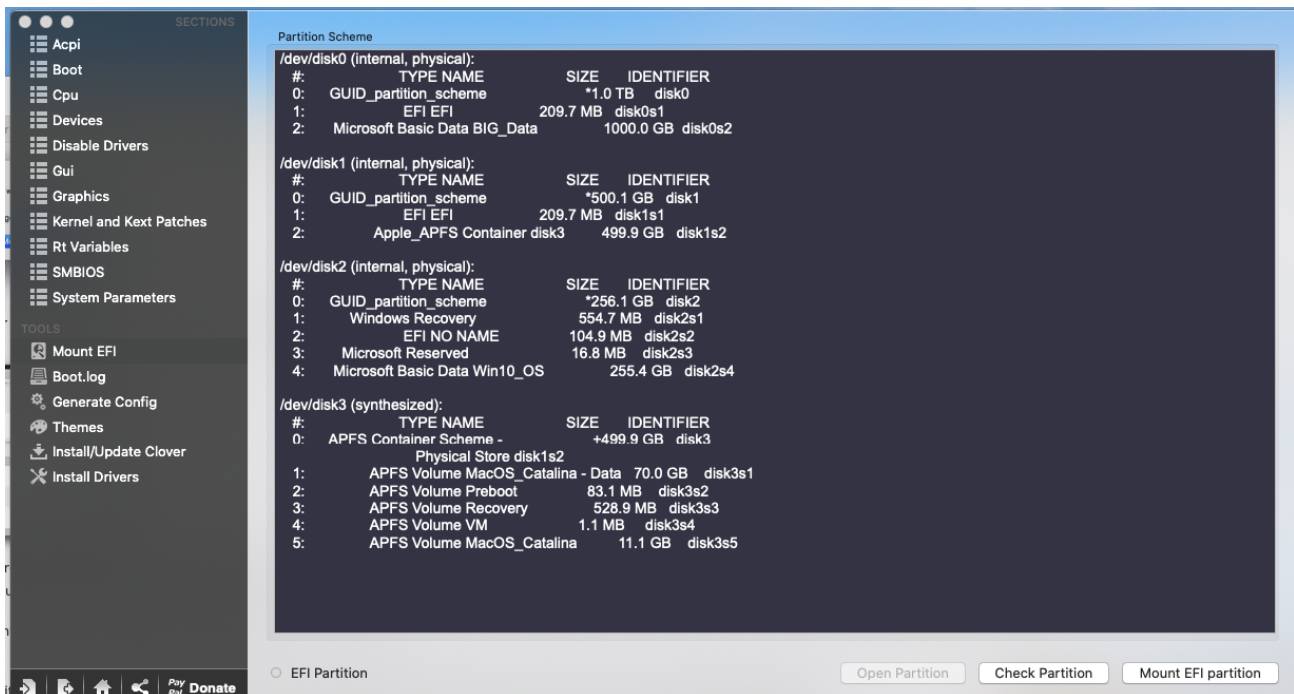 SECTIONS
Acpi
Boot
Cpu
Devices
Disable Drivers
Gui
Graphics
Kernel and Kext Patches
Rt Variables
SMBIOS
System Parameters
TOOLS
Mount EFI
Boot.log
Generate Config
Themes
Install/Update Clover
Install Drivers
Pay
Pal
Donate
Partition Scheme
/dev/disk0 (internal, physical):
#: TYPE NAME SIZE IDENTIFIER
0: GUID_partition_scheme *1.0 TB disk0
1: EFI EFI 209.7 MB disk0s1
2: Microsoft Basic Data BIG_Data 1000.0 GB disk0s2
/dev/disk1 (internal, physical):
#: TYPE NAME SIZE IDENTIFIER
0: GUID_partition_scheme *500.1 GB disk1
1: EFI EFI 209.7 MB disk1s1
2: Apple_APFS Container disk3 499.9 GB disk1s2
/dev/disk2 (internal, physical):
#: TYPE NAME SIZE IDENTIFIER
0: GUID_partition_scheme *256.1 GB disk2
1: Windows Recovery 554.7 MB disk2s1
2: EFI NO NAME 104.9 MB disk2s2
3: Microsoft Reserved 16.8 MB disk2s3
4: Microsoft Basic Data Win10_OS 255.4 GB disk2s4
/dev/disk3 (synthesized):
#: TYPE NAME SIZE IDENTIFIER
0: APFS Container Scheme - +499.9 GB disk3
Physical Store disk1s2
1: APFS Volume MacOS_Catalina - Data 70.0 GB disk3s1
2: APFS Volume Preboot 83.1 MB disk3s2
3: APFS Volume Recovery 528.9 MB disk3s3
4: APFS Volume VM 1.1 MB disk3s4
5: APFS Volume MacOS_Catalina 11.1 GB disk3s5
EFI Partition
Open Partition
Check Partition
Mount EFI partition